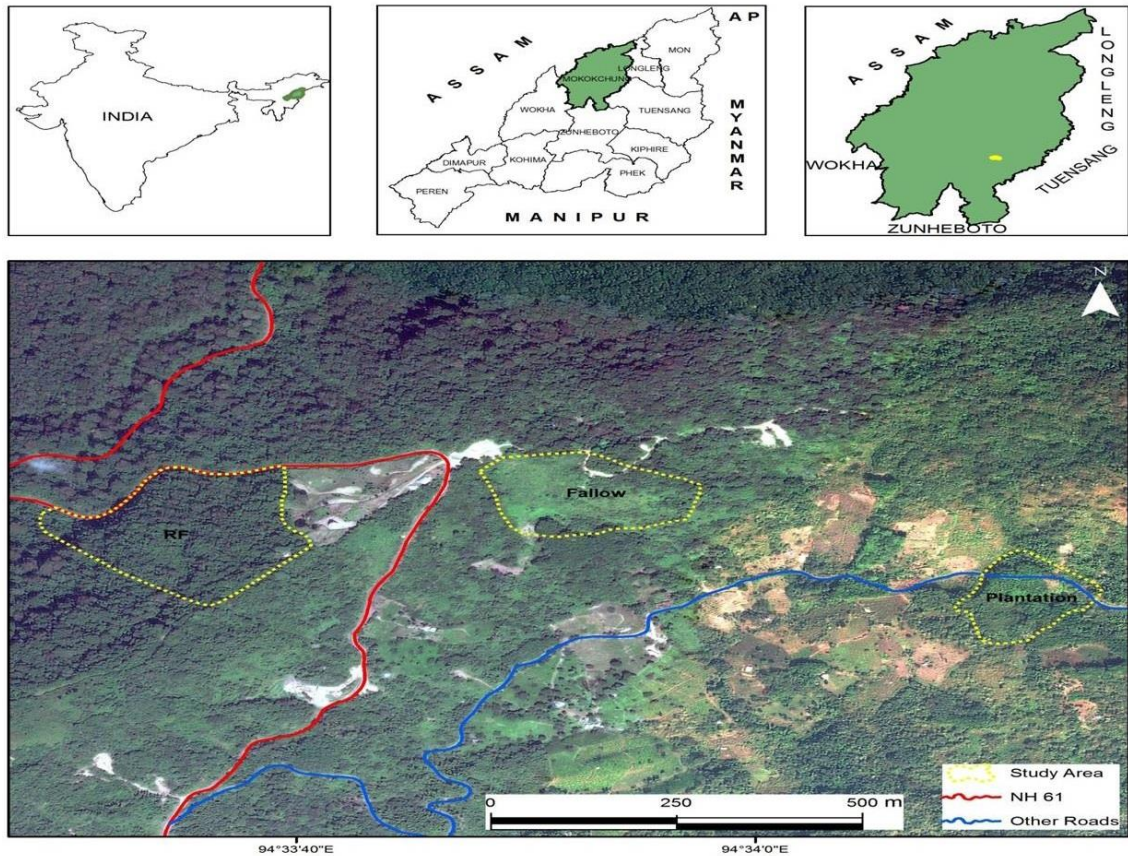 INDIA
A P
ASSAM
MON
LONGLENG
MOKOKCHUNG
WOKHA
TUENSANG
ZUNHEBOTO
MYANMAR
DIMAPUR
KOHIMA
KIPHIRE
PHEK
PEREN
MANIPUR
ASSAM
LONGLENG
WOKHA
TUENSANG
ZUNHEBOTO
N
Fallow
RF
Plantation
Study Area
NH 61
Other Roads
0 250 500 m
94°33'40"E 94°34'0"E